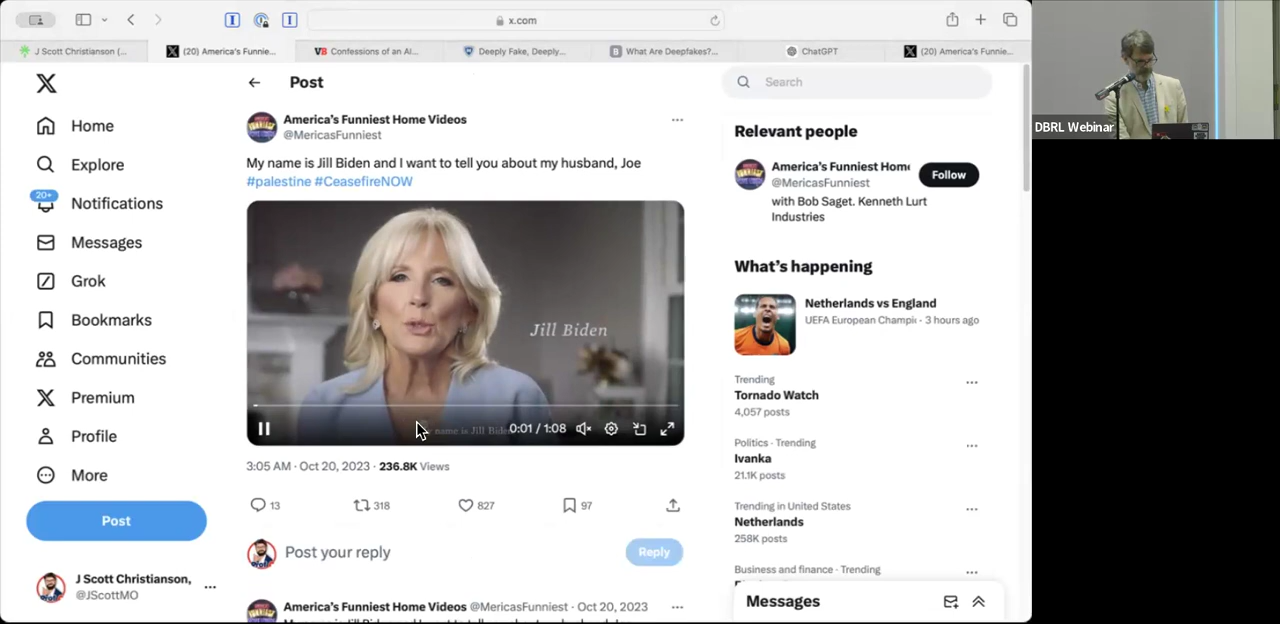 x.com
J Scott Christianson (...
(20) America's Funnie...
VB Confessions of an AI...
Deeply Fake, Deeply...
B What Are Deepfakes?...
ChatGPT
(20) America's Funnie...
Post
Search
America's Funniest Home Videos
@MericasFunniest
My name is Jill Biden and I want to tell you about my husband, Joe
#palestine #CeasefireNOW
Jill Biden
name is Jill Biden
0:01 / 1:08
3:05 AM · Oct 20, 2023 · 236.8K Views
13
318
827
97
Post your reply
Reply
America's Funniest Home Videos @MericasFunniest · Oct 20, 2023
Home
Explore
20+
Notifications
Messages
Grok
Bookmarks
Communities
Premium
Profile
More
Post
J Scott Christianson,
@JScottMO
Relevant people
America's Funniest Home
@MericasFunniest
Follow
with Bob Saget. Kenneth Lurt
Industries
What's happening
Netherlands vs England
UEFA European Champi · 3 hours ago
Trending
Tornado Watch
4,057 posts
Politics · Trending
Ivanka
21.1K posts
Trending in United States
Netherlands
258K posts
Business and finance · Trending
Messages
DBRL Webinar